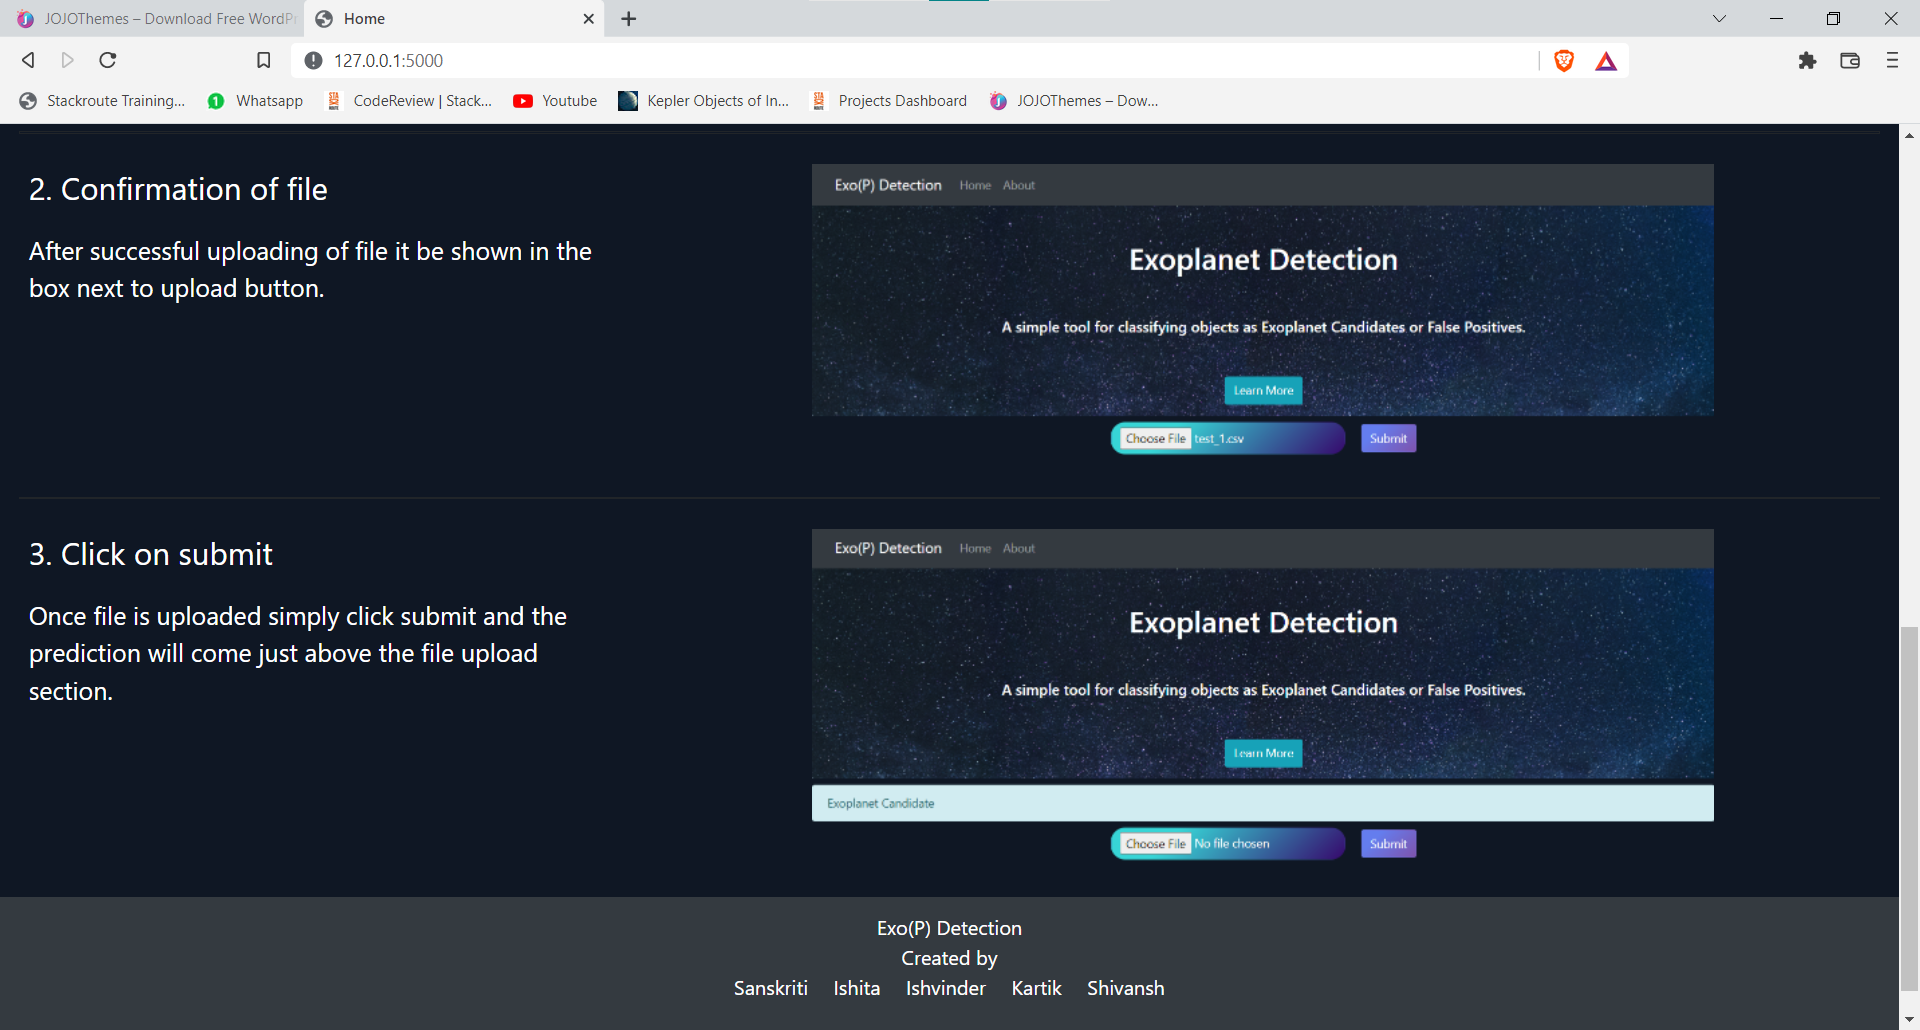 JOJOThemes – Download Free WordPr
Home
127.0.0.1:5000
Stackroute Training...
Whatsapp
CodeReview | Stack...
Youtube
Kepler Objects of In...
Projects Dashboard
JOJOThemes – Dow...
2. Confirmation of file
After successful uploading of file it be shown in the
box next to upload button.
Exo(P) Detection Home About
Exoplanet Detection
A simple tool for classifying objects as Exoplanet Candidates or False Positives.
Learn More
Choose File test_1.csv Submit
3. Click on submit
Once file is uploaded simply click submit and the
prediction will come just above the file upload
section.
Exo(P) Detection Home About
Exoplanet Detection
A simple tool for classifying objects as Exoplanet Candidates or False Positives.
Learn More
Exoplanet Candidate
Choose File No file chosen Submit
Exo(P) Detection
Created by
Sanskriti Ishita Ishvinder Kartik Shivansh